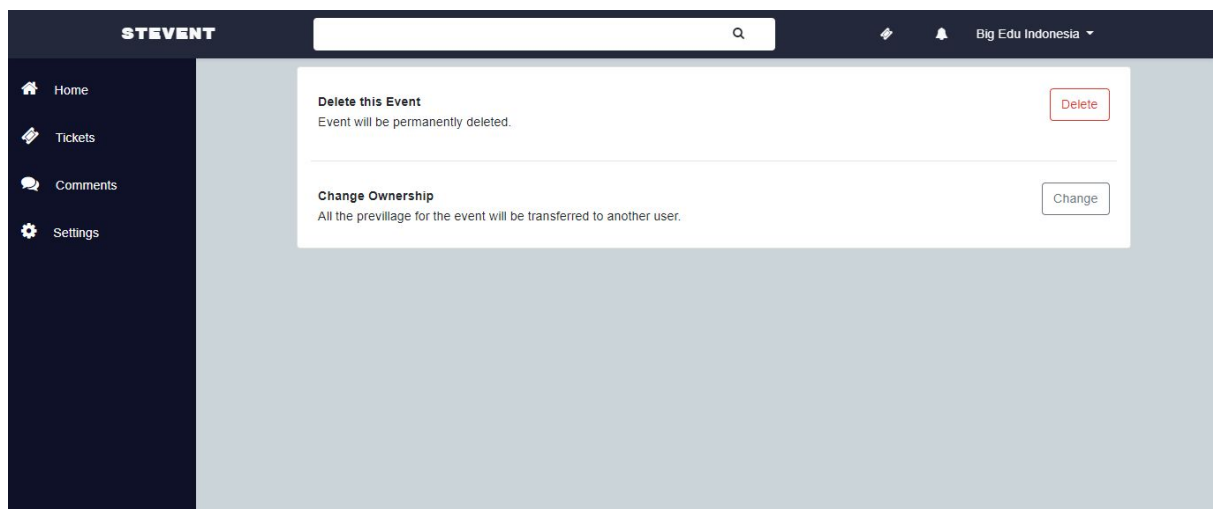 STEVENT
Big Edu Indonesia
Home
Tickets
Comments
Settings
Delete this Event
Event will be permanently deleted.
Delete
Change Ownership
All the previllage for the event will be transferred to another user.
Change